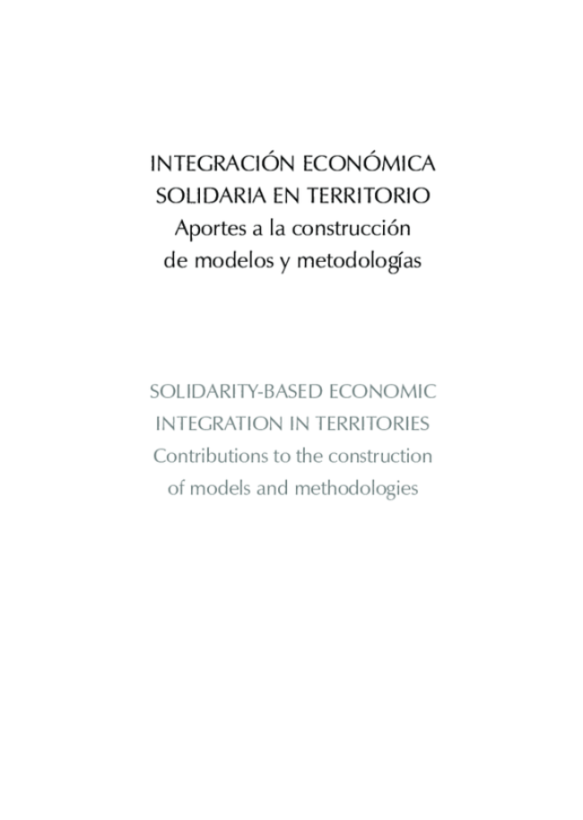 INTEGRACIÓN ECONÓMICA
SOLIDARIA EN TERRITORIO
Aportes a la construcción
de modelos y metodologías
SOLIDARITY-BASED ECONOMIC
INTEGRATION IN TERRITORIES
Contributions to the construction
of models and methodologies